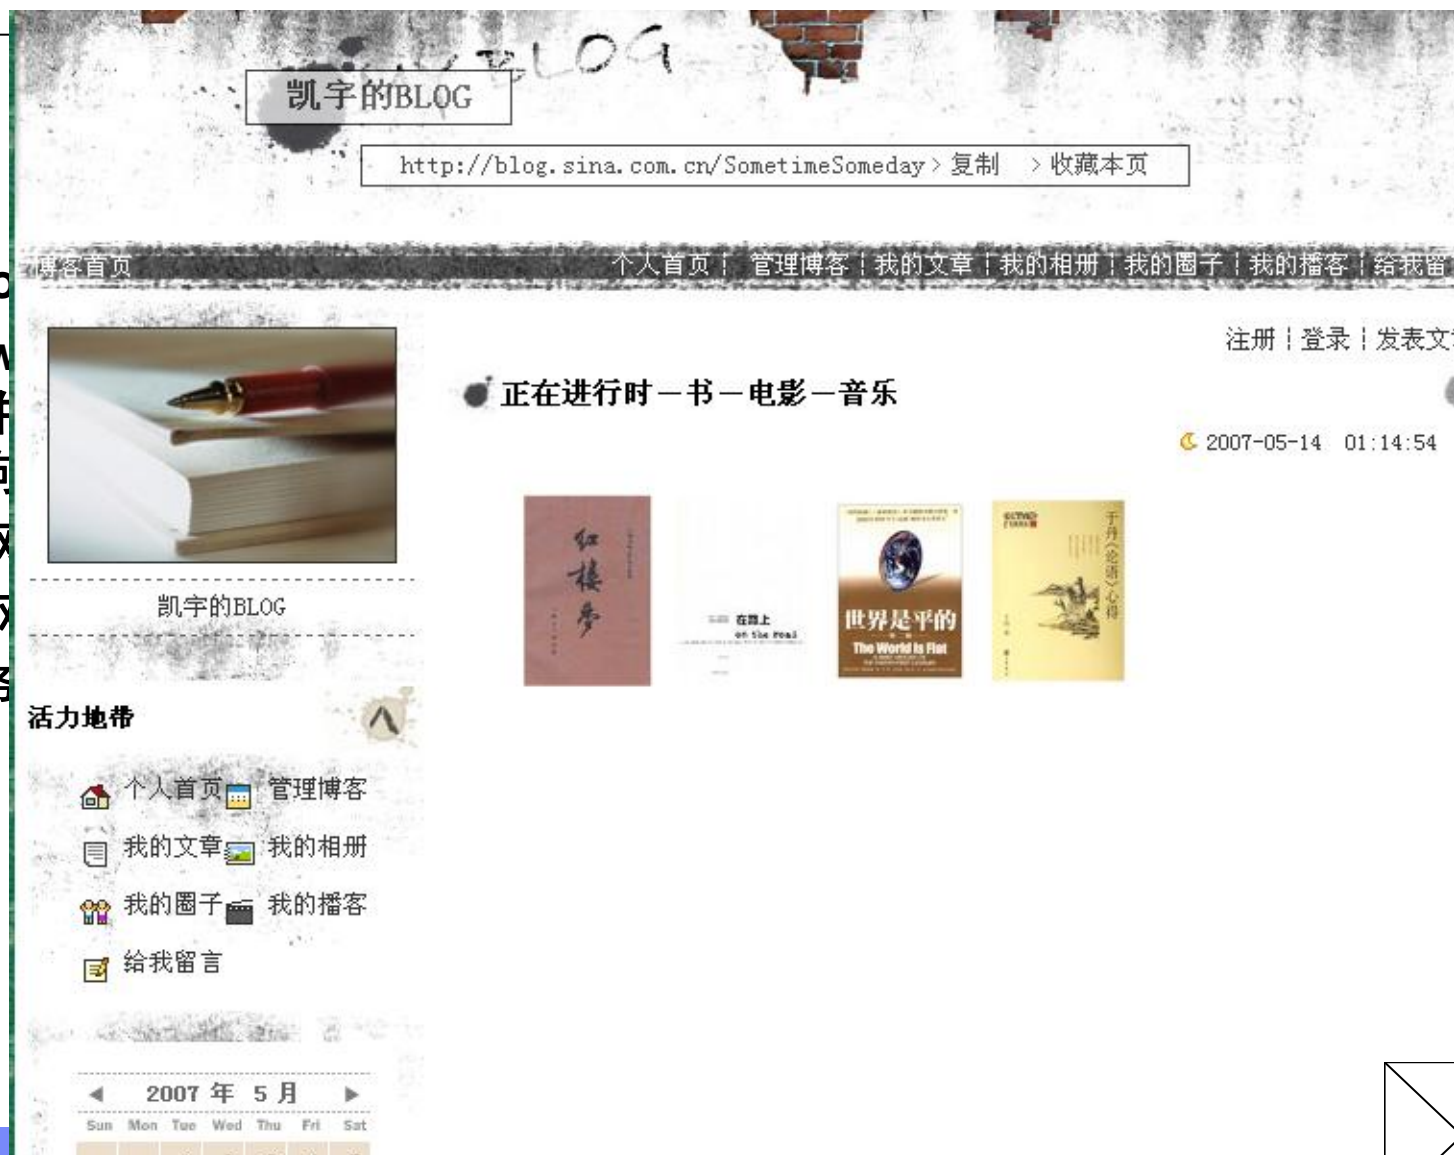 MY BLOG
凯宇的BLOG
http://blog.sina.com.cn/SometimeSomeday>复制 >收藏本页
博客首页
个人首页¦ 管理博客¦我的文章¦我的相册¦我的圈子¦我的播客¦给我留
注册¦登录¦发表文
正在进行时－书－电影－音乐
2007-05-14 01:14:54
红楼梦
在路上
on the Road
世界是平的
The World Is Flat
于丹《论语》心得
凯宇的BLOG
活力地带
个人首页 管理博客
我的文章 我的相册
我的圈子 我的播客
给我留言
2007 年 5 月
Sun Mon Tue Wed Thu Fri Sat